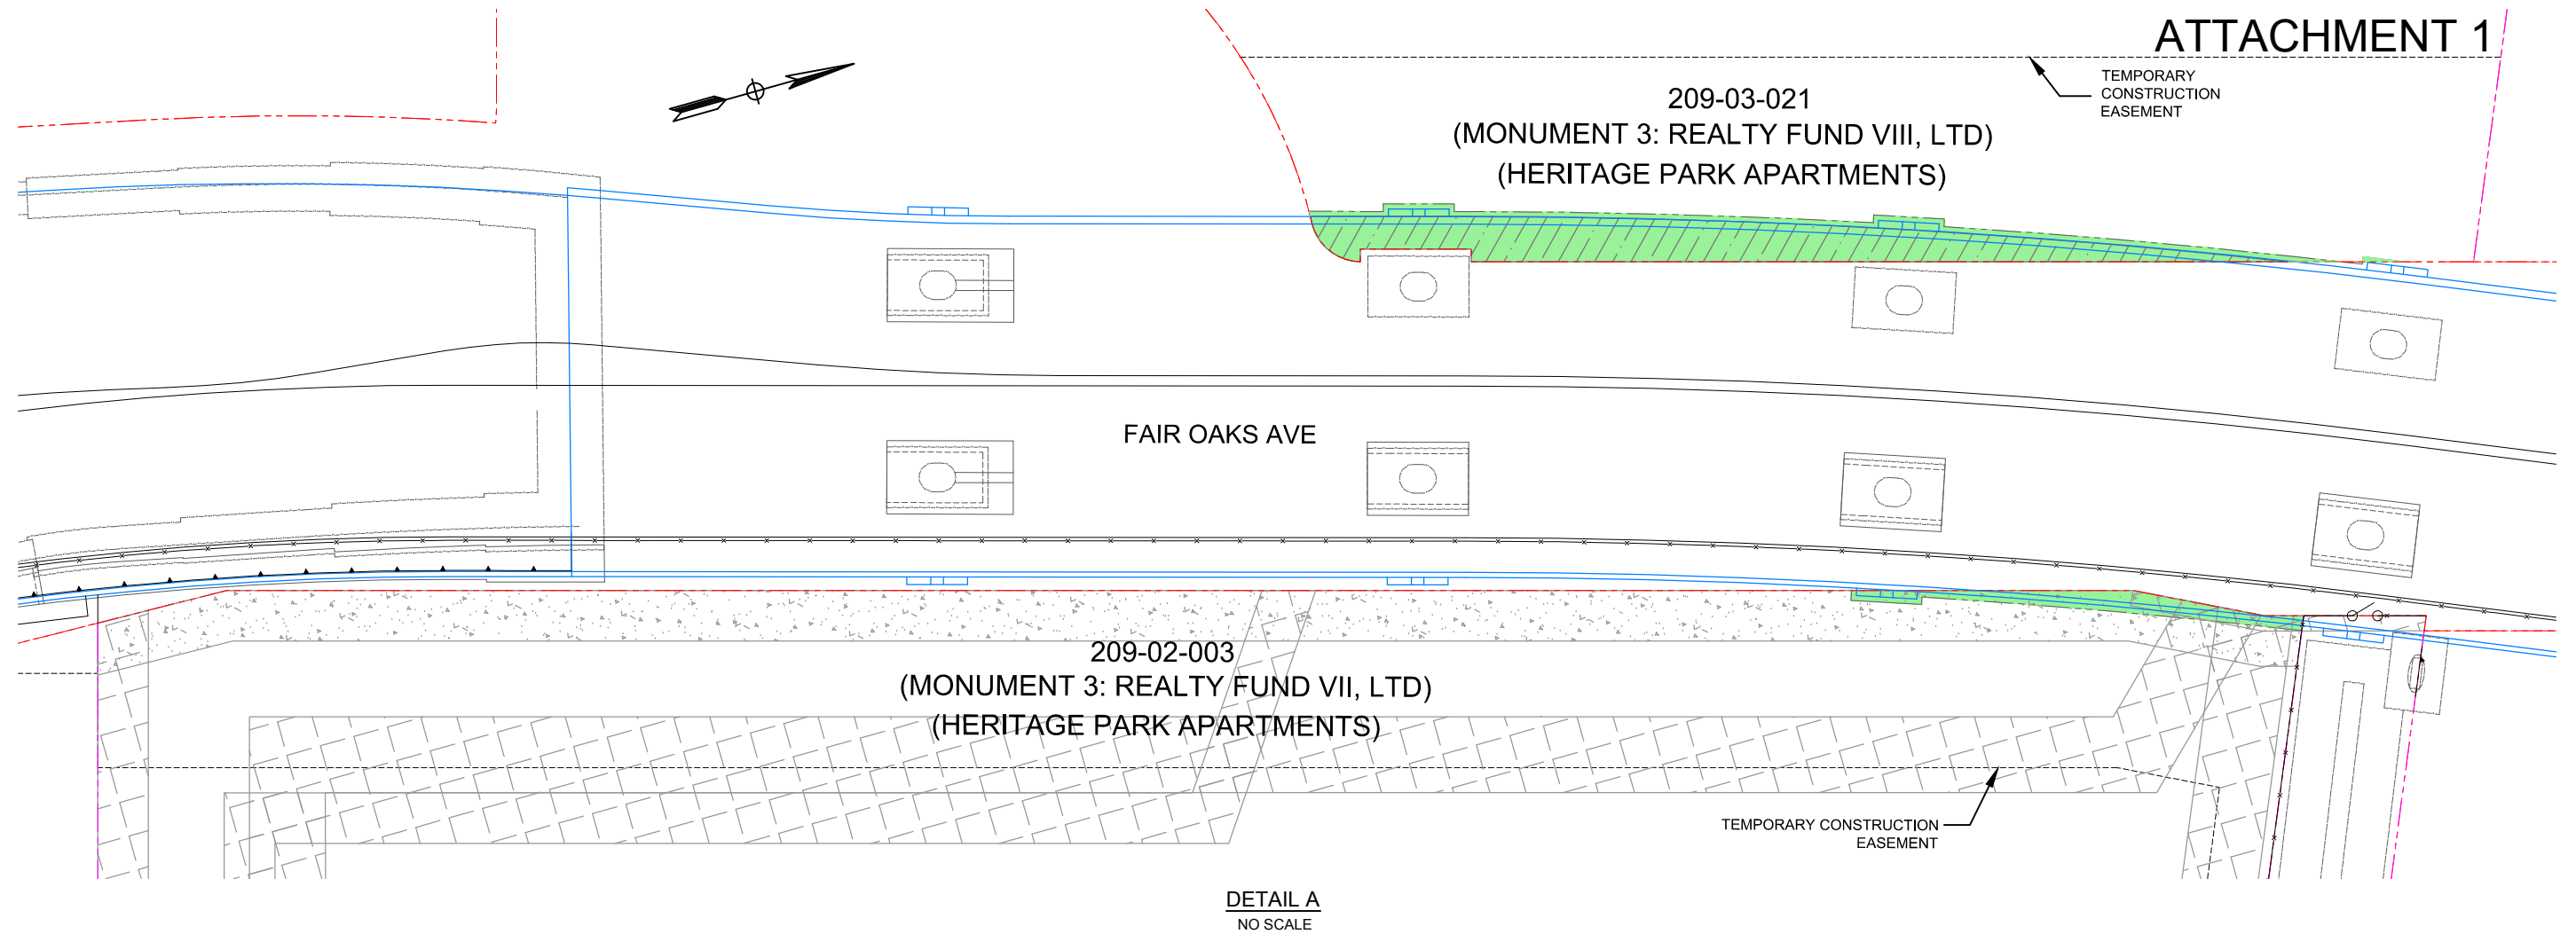 ATTACHMENT 1
TEMPORARY
CONSTRUCTION
EASEMENT
209-03-021
(MONUMENT 3: REALTY FUND VIII, LTD)
(HERITAGE PARK APARTMENTS)
FAIR OAKS AVE
209-02-003
(MONUMENT 3: REALTY FUND VII, LTD)
(HERITAGE PARK APARTMENTS)
TEMPORARY CONSTRUCTION
EASEMENT
DETAIL A
NO SCALE